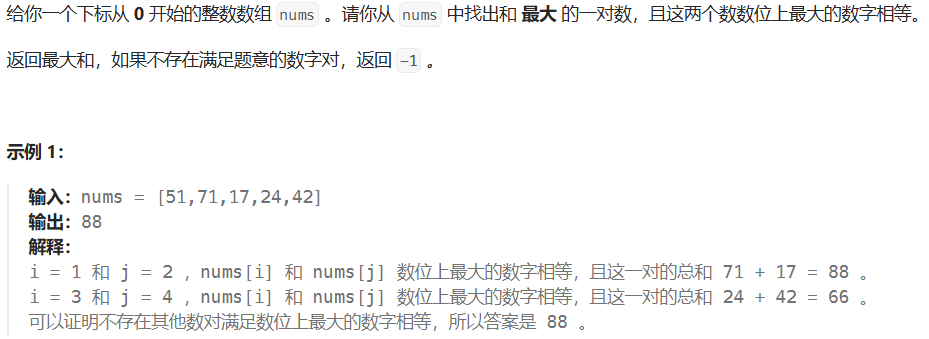 给你一个下标从 0 开始的整数数组 nums 。请你从 nums 中找出和 最大 的一对数，且这两个数数位上最大的数字相等。
返回最大和，如果不存在满足题意的数字对，返回 -1 。
示例 1：
输入：nums = [51,71,17,24,42]
输出：88
解释：
i = 1 和 j = 2 ，nums[i] 和 nums[j] 数位上最大的数字相等，且这一对的总和 71 + 17 = 88 。
i = 3 和 j = 4 ，nums[i] 和 nums[j] 数位上最大的数字相等，且这一对的总和 24 + 42 = 66 。
可以证明不存在其他数对满足数位上最大的数字相等，所以答案是 88 。